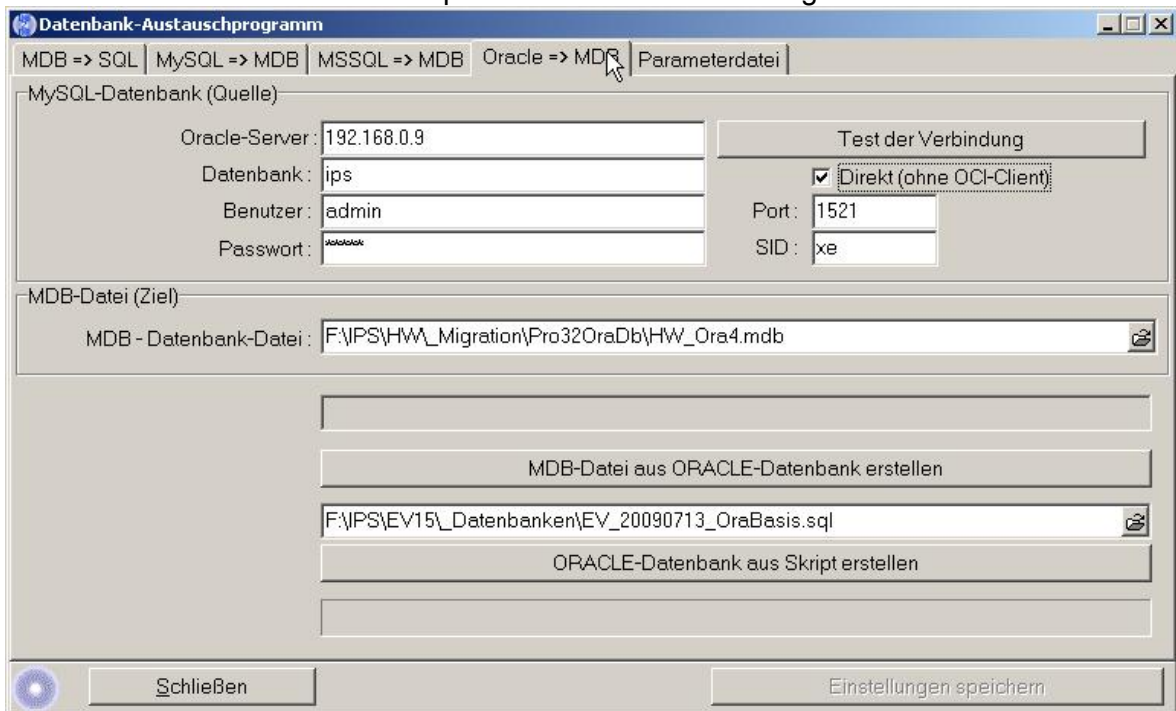 Datenbank-Austauschprogramm
MDB => SQL
MySQL => MDB
MSSQL => MDB
Oracle => MDB
Parameterdatei
MySQL-Datenbank (Quelle)
Oracle-Server : 192.168.0.9
Test der Verbindung
Datenbank : ips
Direkt (ohne OCI-Client)
Benutzer : admin
Port : 1521
Passwort : *****
SID : xe
MDB-Datei (Ziel)
MDB - Datenbank-Datei : F:\IPS\HW\_Migration\Pro32OraDb\HW_Ora4.mdb
MDB-Datei aus ORACLE-Datenbank erstellen
F:\IPS\EV15\_Datenbanken\EV_20090713_OraBasis.sql
ORACLE-Datenbank aus Skript erstellen
Schließen
Einstellungen speichern